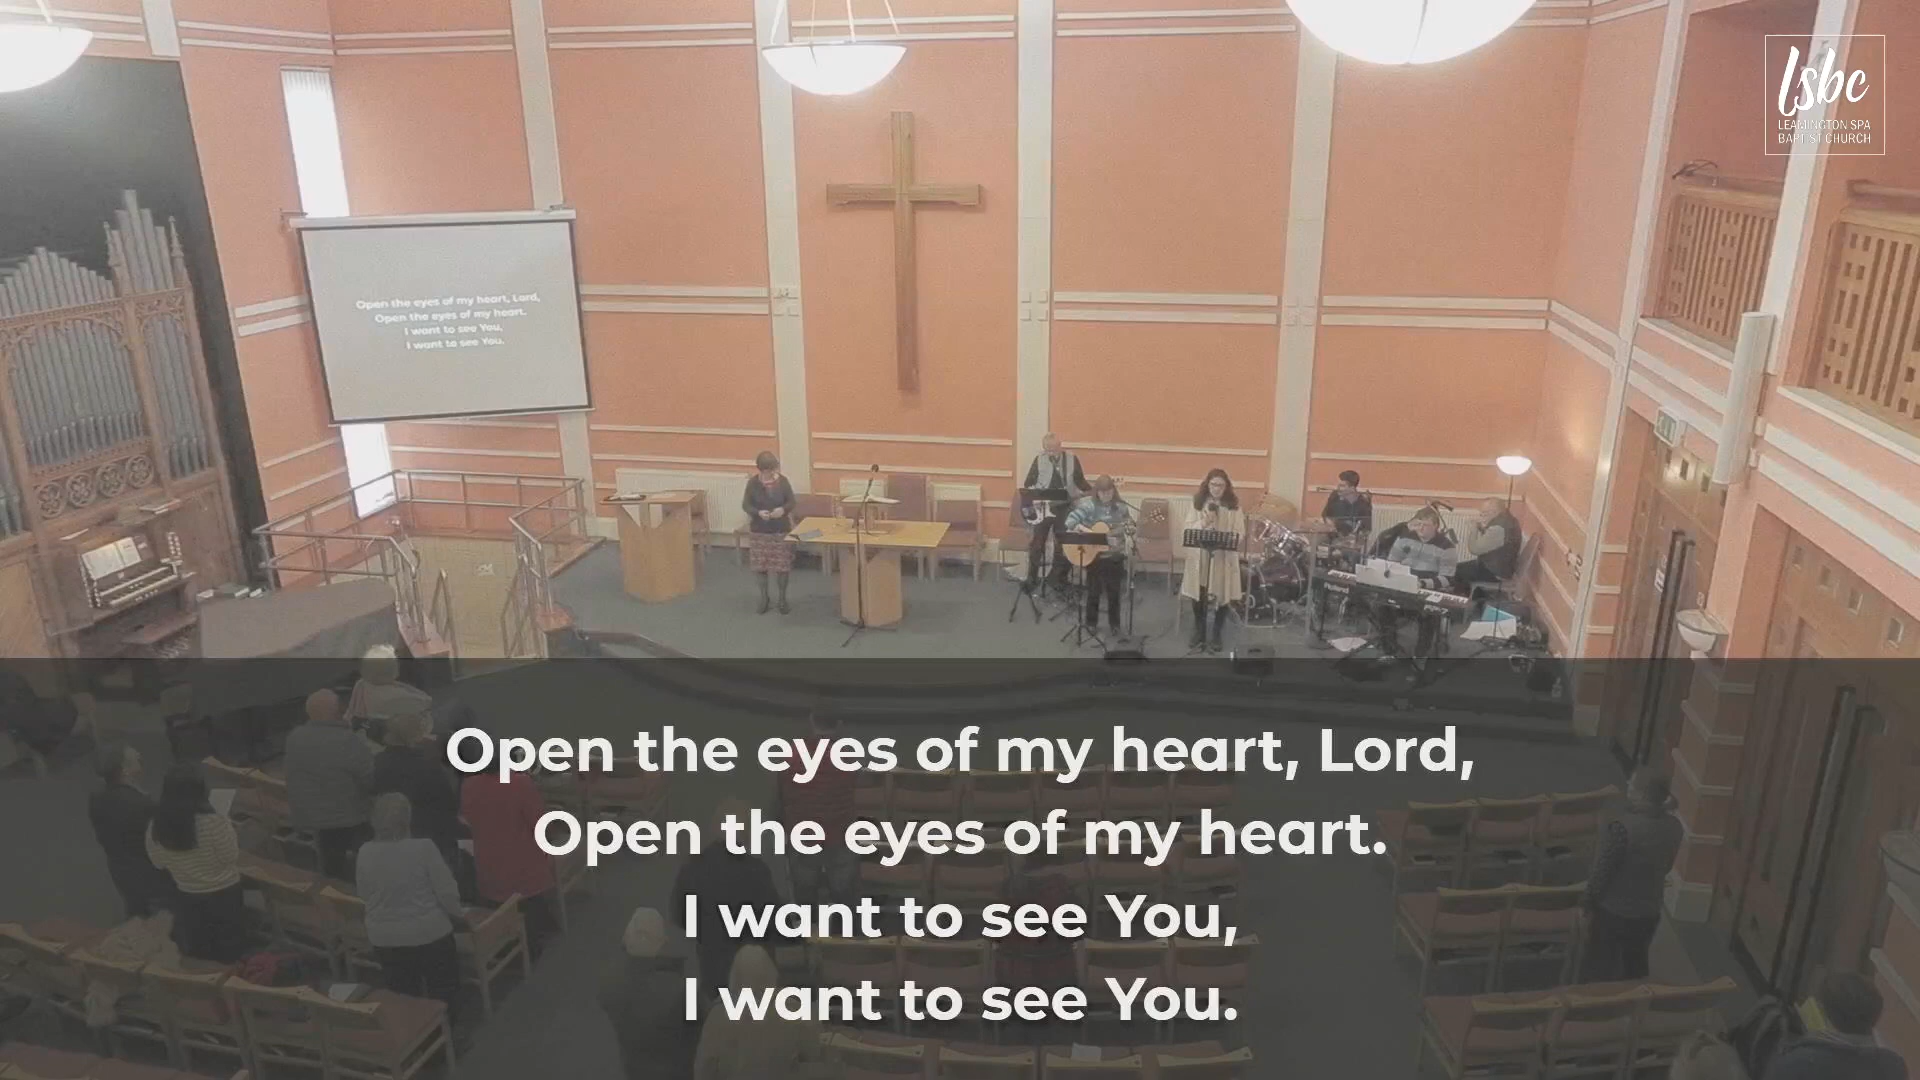 lsbc
LEAMINGTON SPA
BAPTIST CHURCH
Open the eyes of my heart, Lord,
Open the eyes of my heart.
I want to see You,
I want to see You.
Roland
Open the eyes of my heart, Lord,
Open the eyes of my heart.
I want to see You,
I want to see You.